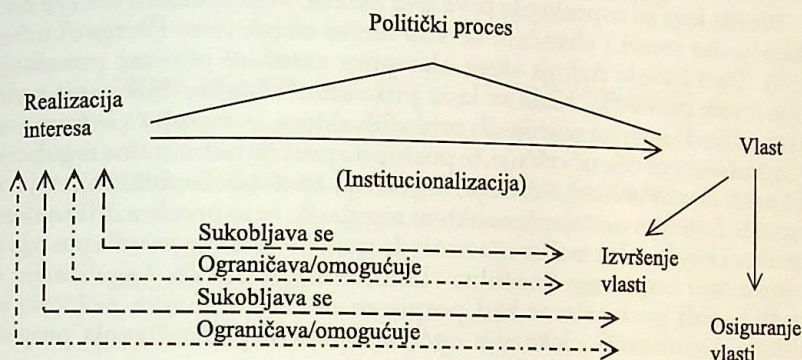 Politički proces
Realizacija
interesa
Vlast
(Institucionalizacija)
Sukobljava se
Ograničava/omogućuje
Izvršenje
vlasti
Sukobljava se
Ograničava/omogućuje
Osiguranje
vlasti